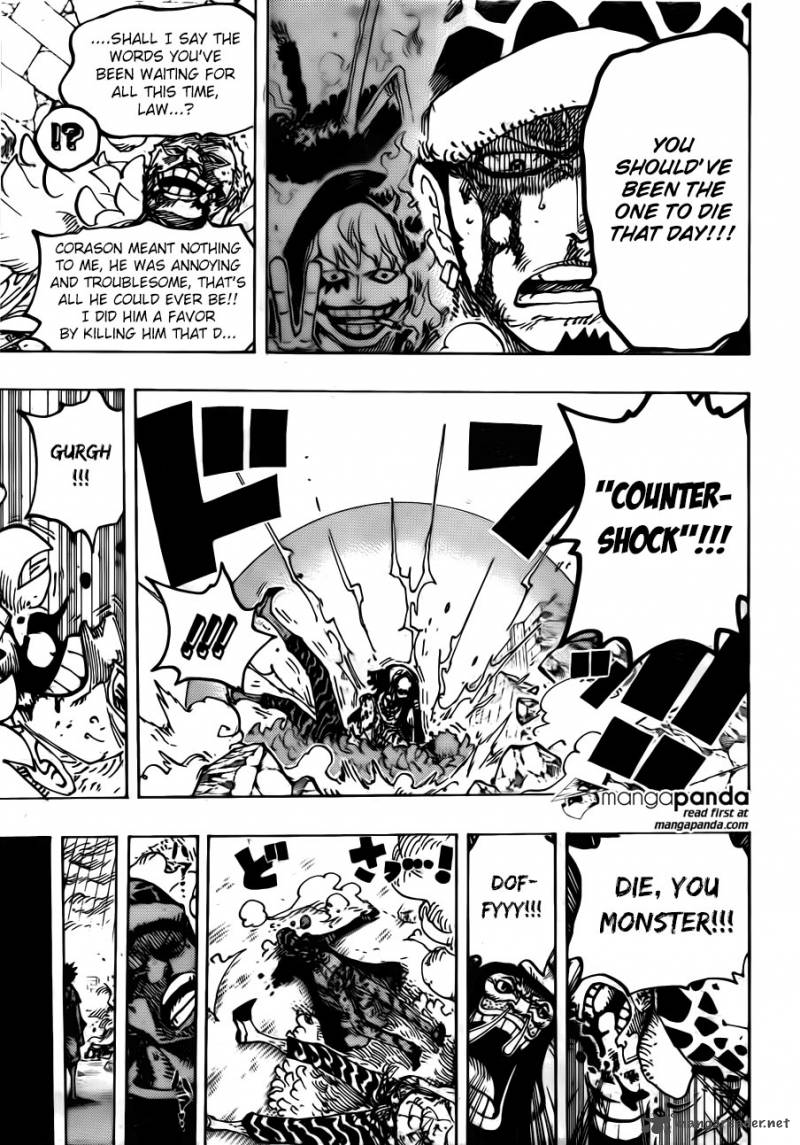 YOU
SHOULD'VE
BEEN THE
ONE TO DIE
THAT DAY!!!
....SHALL I SAY THE
WORDS YOU'VE
BEEN WAITING FOR
ALL THIS TIME,
LAW...?
!?
CORASON MEANT NOTHING
TO ME, HE WAS ANNOYING
AND TROUBLESOME, THAT'S
ALL HE COULD EVER BE!!
I DID HIM A FAVOR
BY KILLING HIM THAT D...
"COUNTER-
SHOCK"!!!
ドン!!
!!!
GURGH
!!!
mangapanda
read first at
mangapanda.com
DIE, YOU
MONSTER!!!
DOF-
FYYY!!!
どさっ…!
mangareader.net